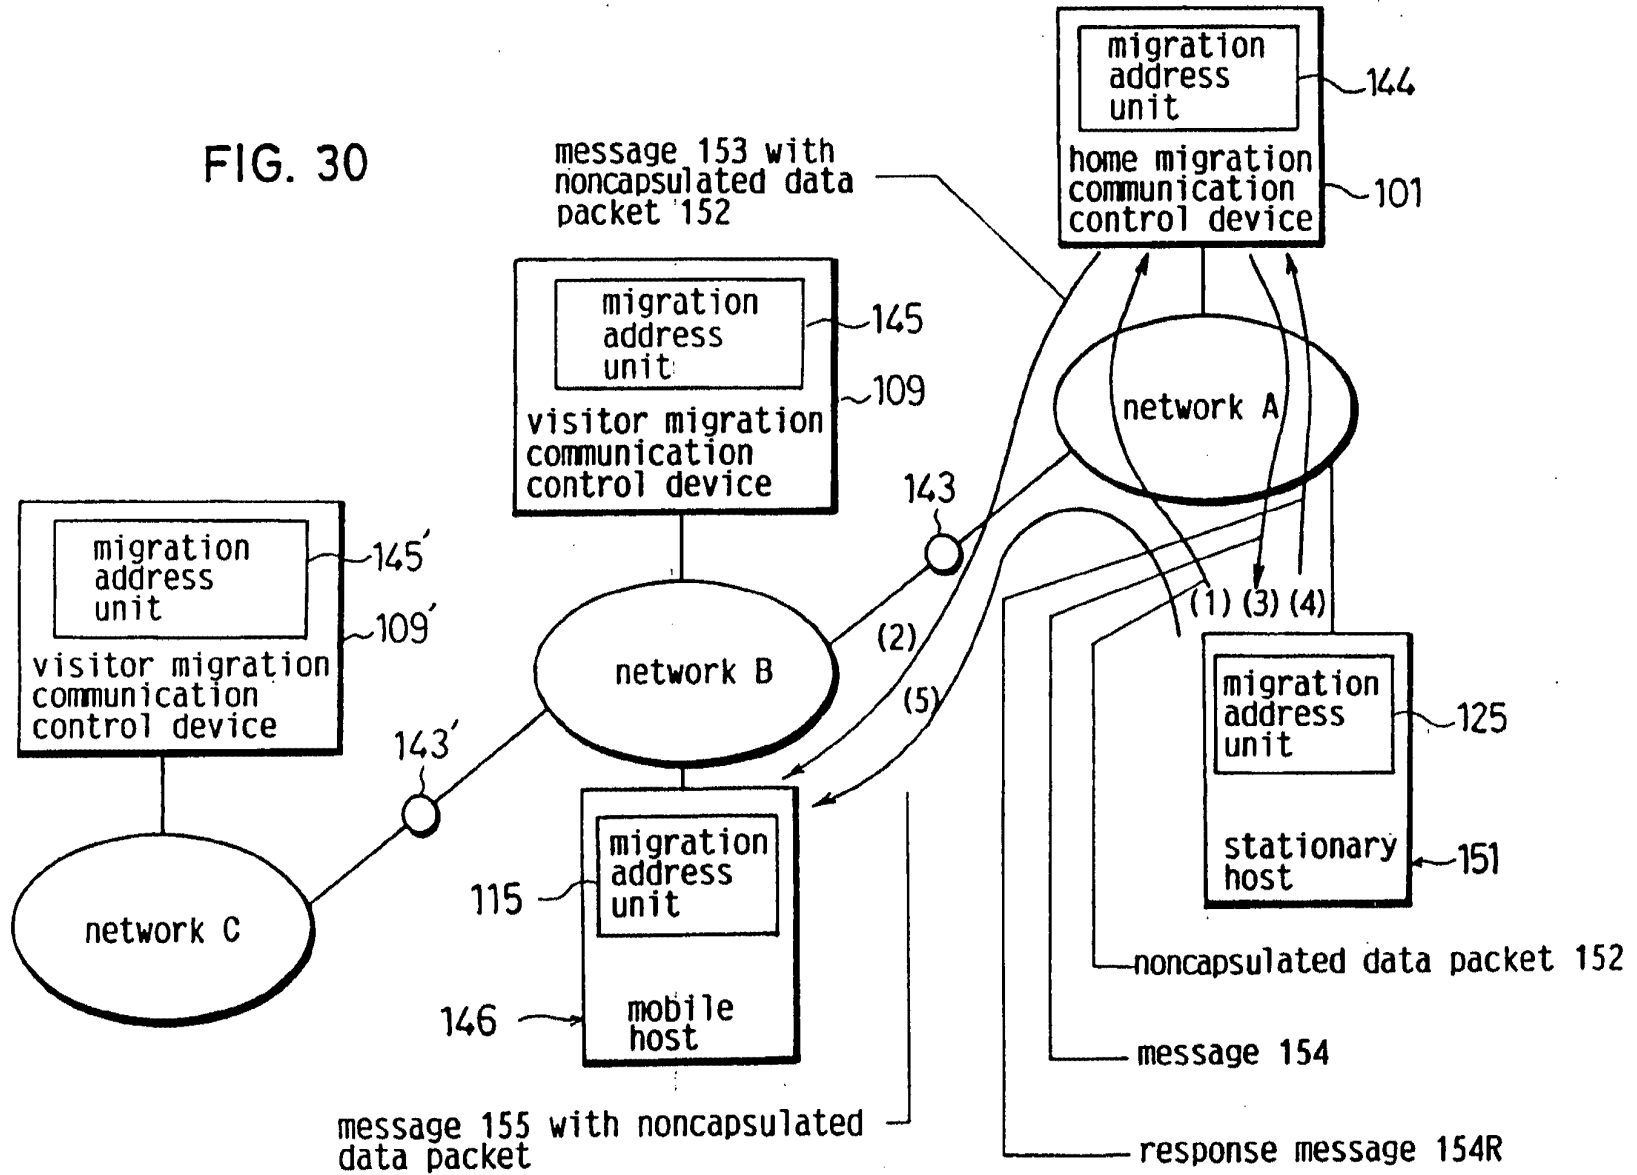 FIG. 30
migration
address
unit
144
home migration
communication
control device
101
message 153 with
noncapsulated data
packet 152
migration
address
unit
145
visitor migration
communication
control device
109
network A
143
migration
address
unit
145'
visitor migration
communication
control device
109'
network B
(1) (3) (4)
(2)
(5)
143'
migration
address
unit
125
stationary
host
151
network C
migration
address
unit
115
mobile
host
146
noncapsulated data packet 152
message 154
response message 154R
message 155 with noncapsulated
data packet